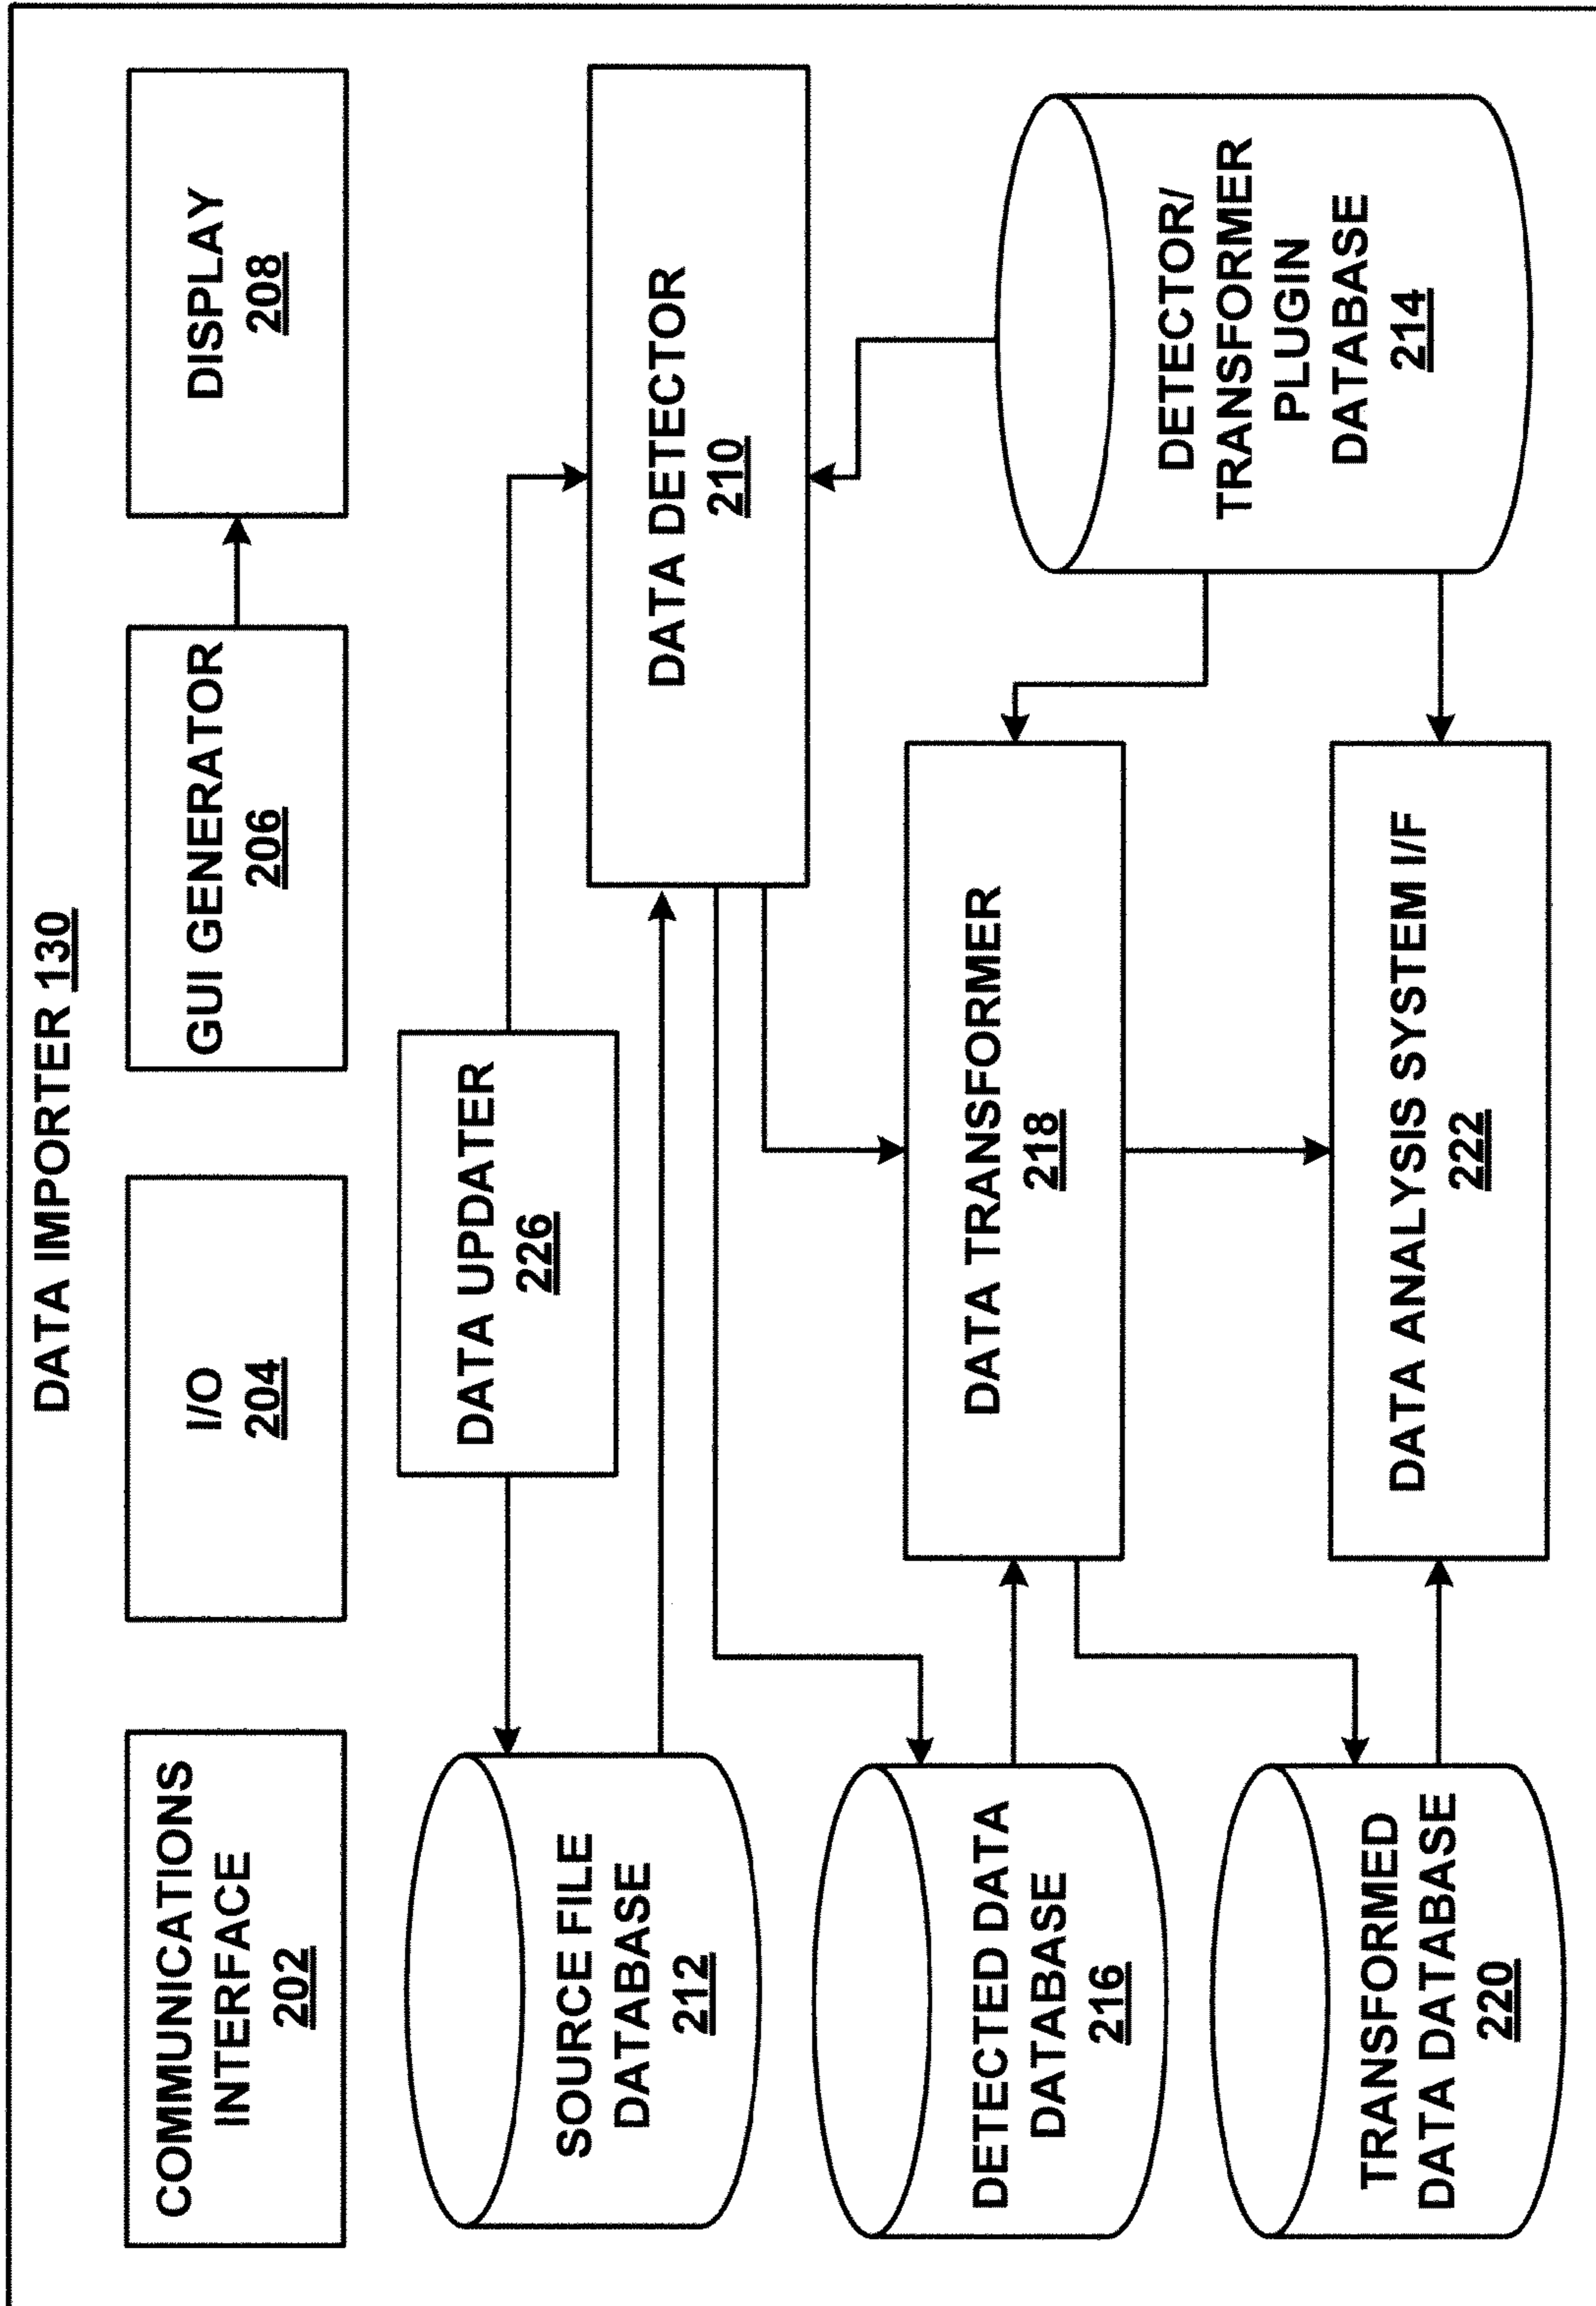 DATA IMPORTER 130
COMMUNICATIONS
INTERFACE
202
I/O
204
GUI GENERATOR
206
DISPLAY
208
DATA UPDATER
226
SOURCE FILE
DATABASE
212
DATA DETECTOR
210
DETECTED DATA
DATABASE
216
DATA TRANSFORMER
218
DETECTOR/
TRANSFORMER
PLUGIN
DATABASE
214
TRANSFORMED
DATA DATABASE
220
DATA ANALYSIS SYSTEM I/F
222